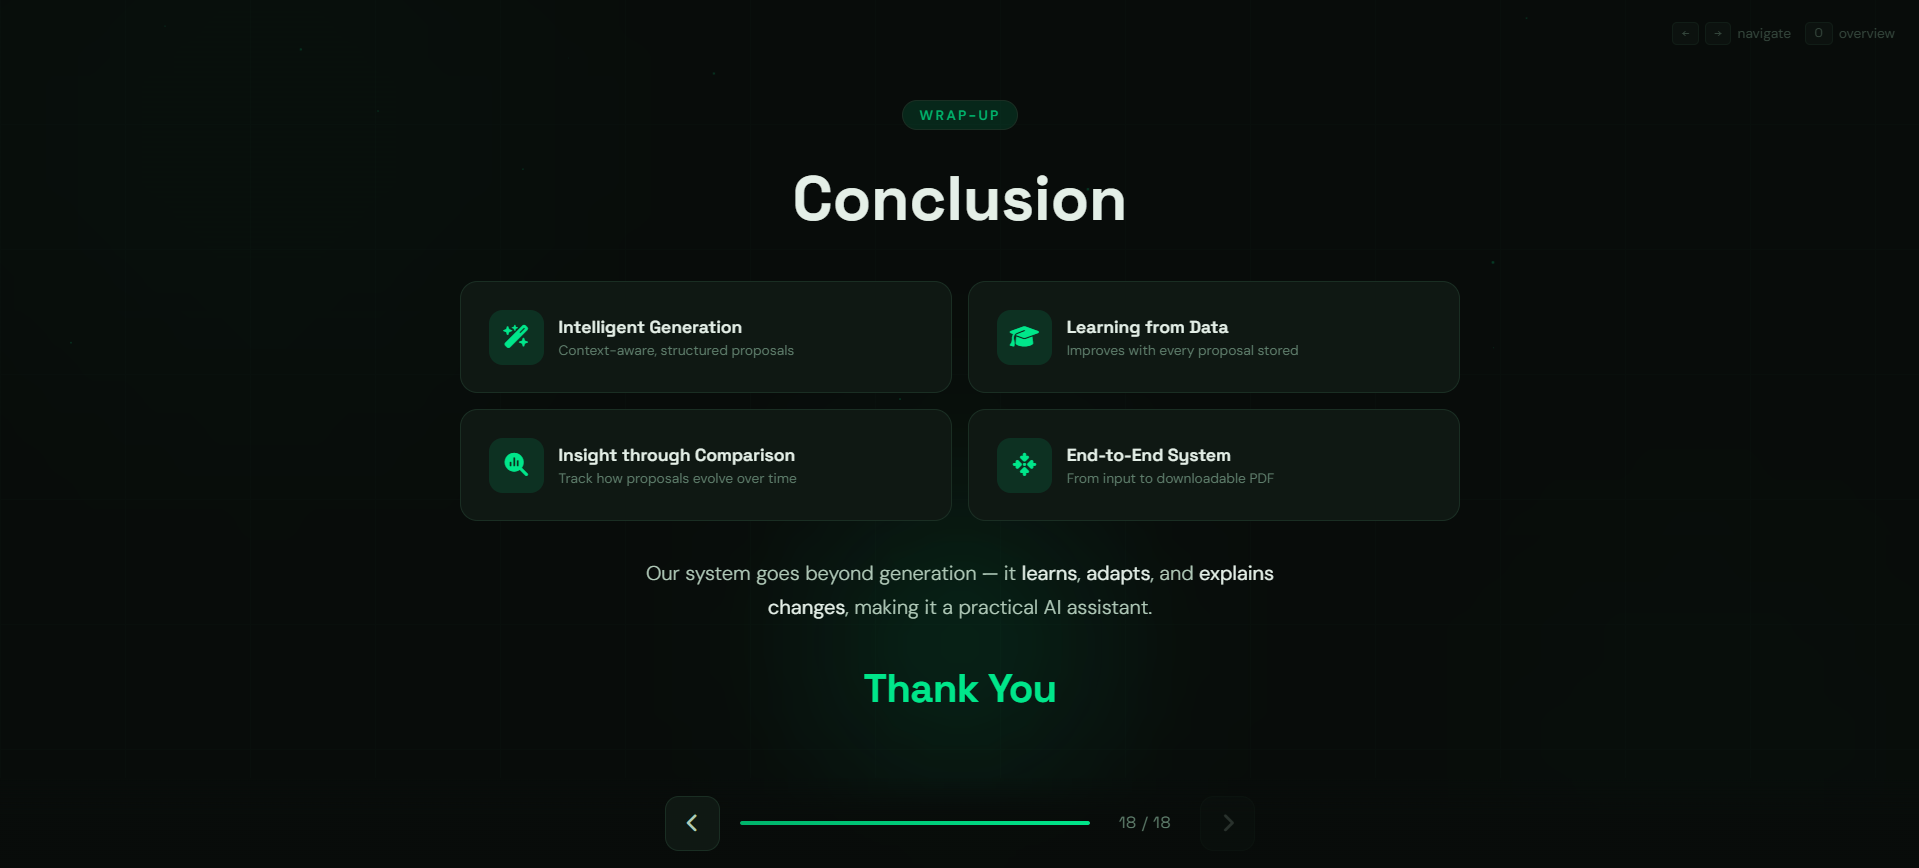 ← → navigate O overview
WRAP-UP
Conclusion
Intelligent Generation
Context-aware, structured proposals
Learning from Data
Improves with every proposal stored
Insight through Comparison
Track how proposals evolve over time
End-to-End System
From input to downloadable PDF
Our system goes beyond generation — it learns, adapts, and explains
changes, making it a practical AI assistant.
Thank You
18 / 18